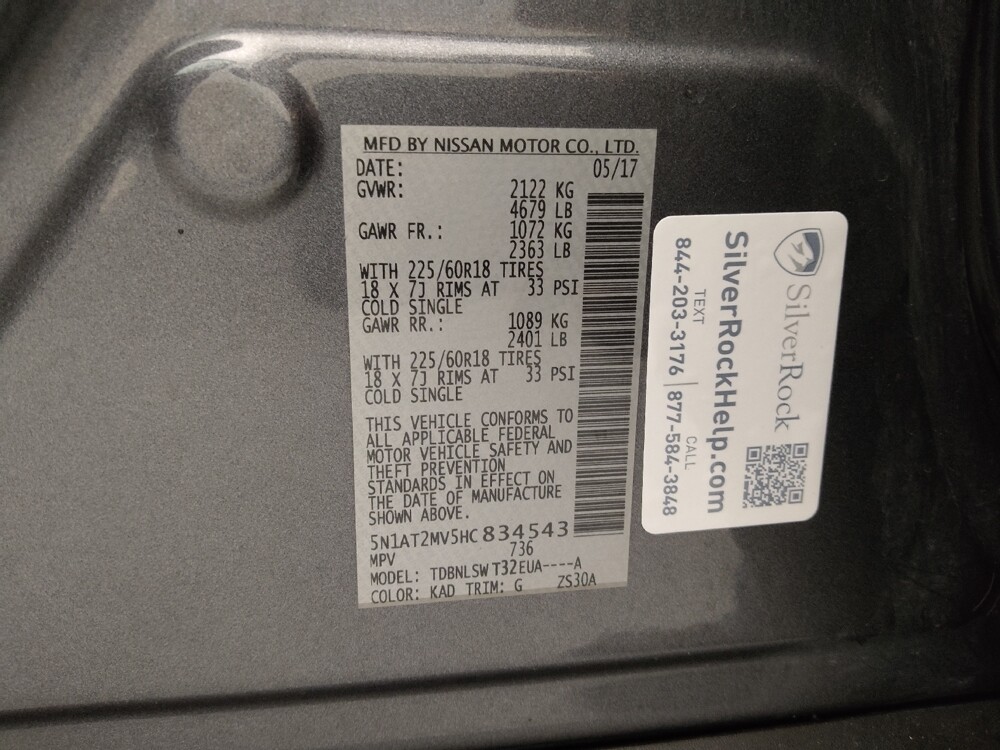 MFD BY NISSAN MOTOR CO., LTD.
DATE: 05/17
GVWR: 2122 KG
4679 LB
GAWR FR.: 1072 KG
2363 LB
WITH 225/60R18 TIRES
18 X 7J RIMS AT 33 PSI
COLD SINGLE
GAWR RR.: 1089 KG
2401 LB
WITH 225/60R18 TIRES
18 X 7J RIMS AT 33 PSI
COLD SINGLE
THIS VEHICLE CONFORMS TO
ALL APPLICABLE FEDERAL
MOTOR VEHICLE SAFETY AND
THEFT PREVENTION
STANDARDS IN EFFECT ON
THE DATE OF MANUFACTURE
SHOWN ABOVE.
5N1AT2MV5HC834543
MPV 736
MODEL: TDBNLSW T32EUA----A
COLOR: KAD TRIM: G ZS30A
SilverRock
SilverRockHelp.com
TEXT CALL
844-203-3176 | 877-584-3848